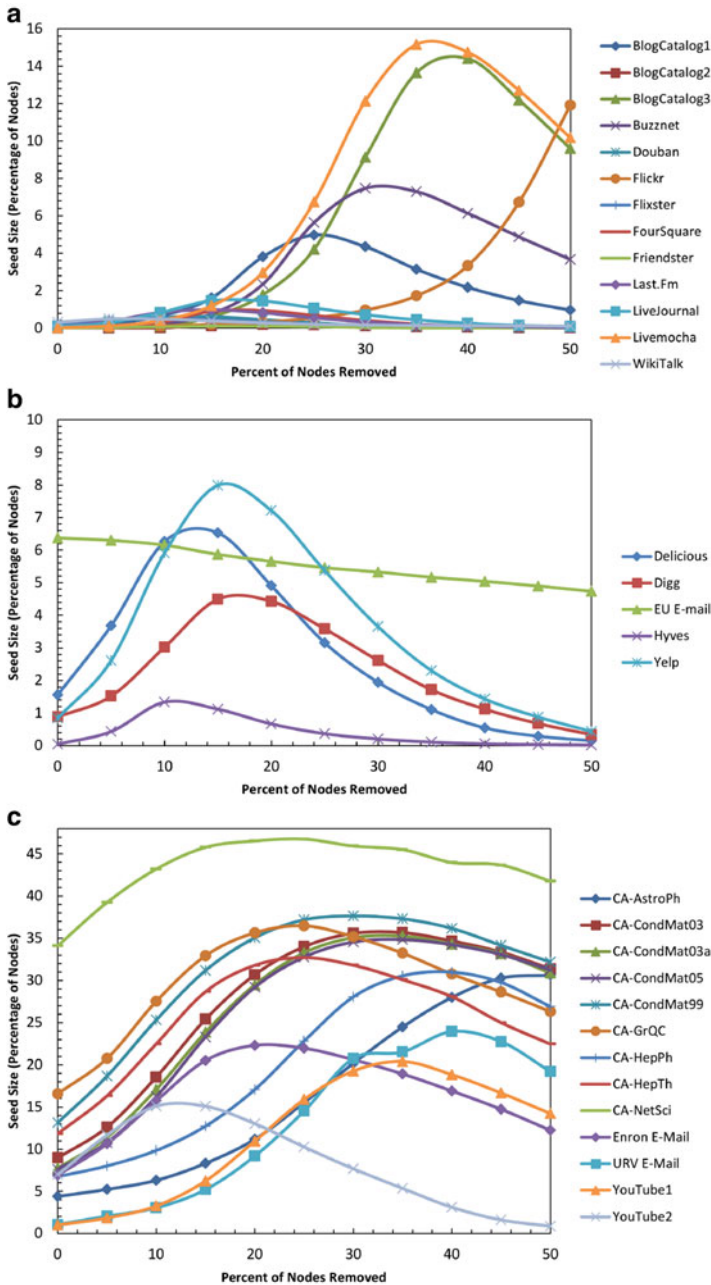 a
16
14
12
10
8
6
4
2
0
Seed Size (Percentage of Nodes)
0 10 20 30 40 50
Percent of Nodes Removed
BlogCatalog1
BlogCatalog2
BlogCatalog3
Buzznet
Douban
Flickr
Flixster
FourSquare
Friendster
Last.Fm
LiveJournal
Livemocha
WikiTalk
b
10
9
8
7
6
5
4
3
2
1
0
Seed Size (Percentage of Nodes)
0 10 20 30 40 50
Percent of Nodes Removed
Delicious
Digg
EU E-mail
Hyves
Yelp
c
45
40
35
30
25
20
15
10
5
0
Seed Size (Percentage of Nodes)
0 10 20 30 40 50
Percent of Nodes Removed
CA-AstroPh
CA-CondMat03
CA-CondMat03a
CA-CondMat05
CA-CondMat99
CA-GrQC
CA-HepPh
CA-HepTh
CA-NetSci
Enron E-Mail
URV E-Mail
YouTube1
YouTube2